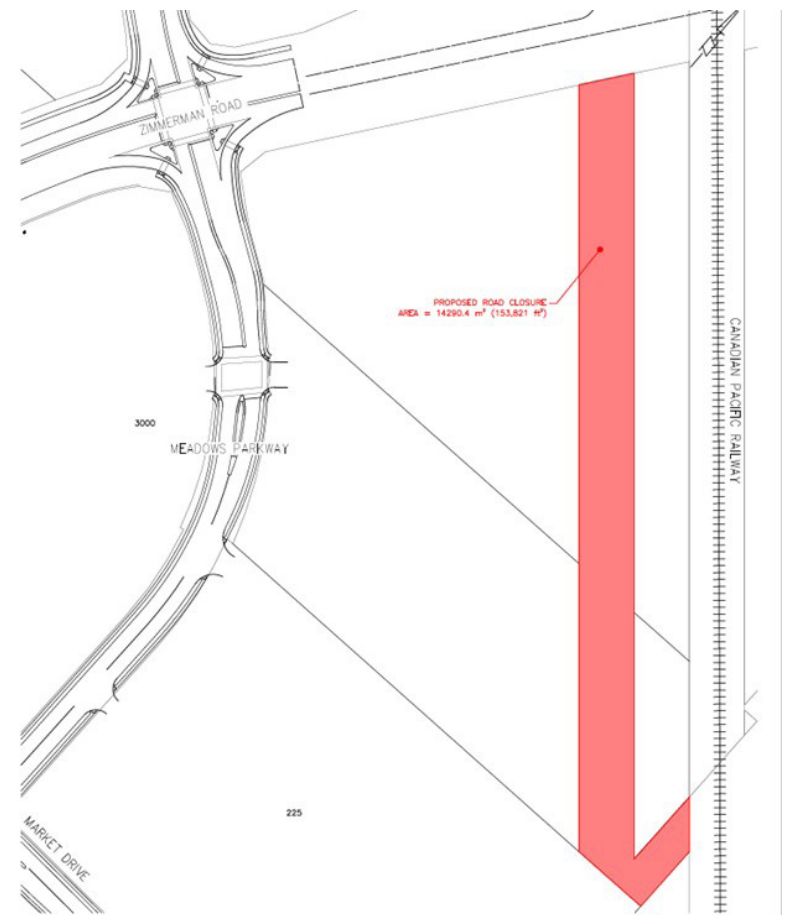 ZIMMERMAN ROAD
PROPOSED ROAD CLOSURE
AREA = 14290.4 m² (153,821 ft²)
CANADIAN PACIFIC RAILWAY
3000
MEADOWS PARKWAY
225
MARKET DRIVE